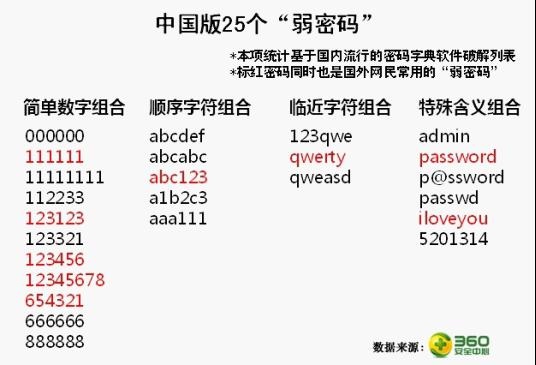 中国版25个“弱密码”
*本项统计基于国内流行的密码字典软件破解列表
*标红密码同时也是国外网民常用的“弱密码”
简单数字组合
000000
111111
11111111
112233
123123
123321
123456
12345678
654321
666666
888888
顺序字符组合
abcdef
abcabc
abc123
a1b2c3
aaa111
临近字符组合
123qwe
qwerty
qweasd
特殊含义组合
admin
password
p@ssword
passwd
iloveyou
5201314
数据来源：
360
安全中心